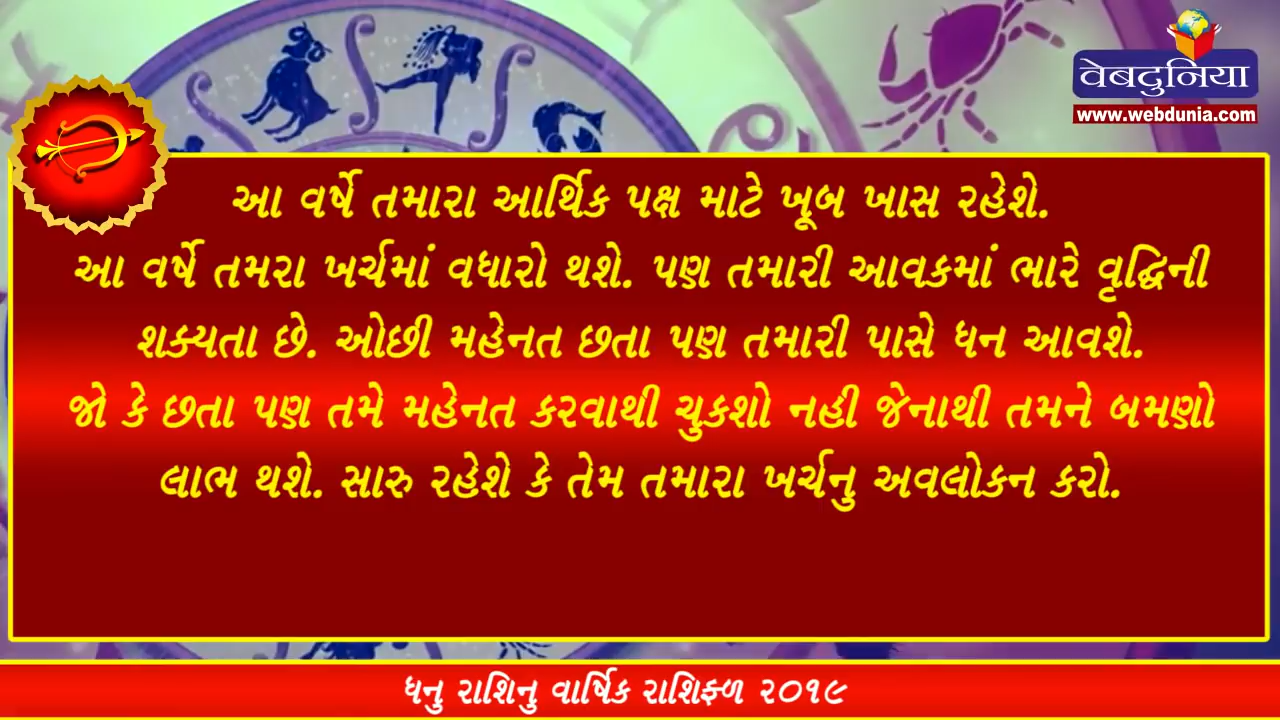 વેબદુનિયા
www.webdunia.com
આ વર્ષે તમારા આર્થિક પક્ષ માટે ખૂબ ખાસ રહેશે.
આ વર્ષે તમરા ખર્ચમાં વધારો થશે. પણ તમારી આવકમાં ભારે વૃદ્ધિની
શક્યતા છે. ઓછી મહેનત છતા પણ તમારી પાસે ધન આવશે.
જો કે છતા પણ તમે મહેનત કરવાથી ચુકશો નહી જેનાથી તમને બમણો
લાભ થશે. સારુ રહેશે કે તેમ તમારા ખર્ચનુ અવલોકન કરો.
ધનુ રાશિનુ વાર્ષિક રાશિફળ ૨૦૧૯